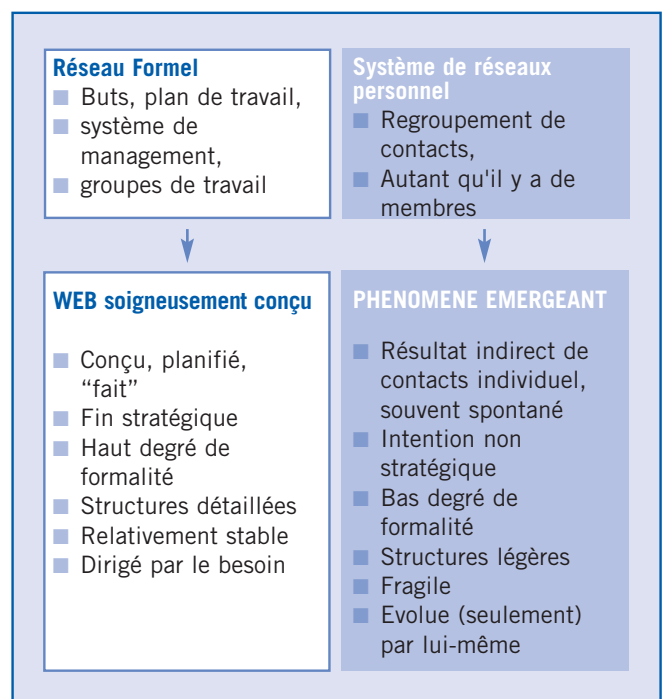 Réseau Formel
■ Buts, plan de travail,
■ système de
management,
■ groupes de travail
Système de réseaux
personnel
■ Regroupement de
contacts,
■ Autant qu'il y a de
membres
WEB soigneusement conçu
■ Conçu, planifié,
“fait”
■ Fin stratégique
■ Haut degré de
formalité
■ Structures détaillées
■ Relativement stable
■ Dirigé par le besoin
PHENOMENE EMERGEANT
■ Résultat indirect de
contacts individuel,
souvent spontané
■ Intention non
stratégique
■ Bas degré de
formalité
■ Structures légères
■ Fragile
■ Evolue (seulement)
par lui-même